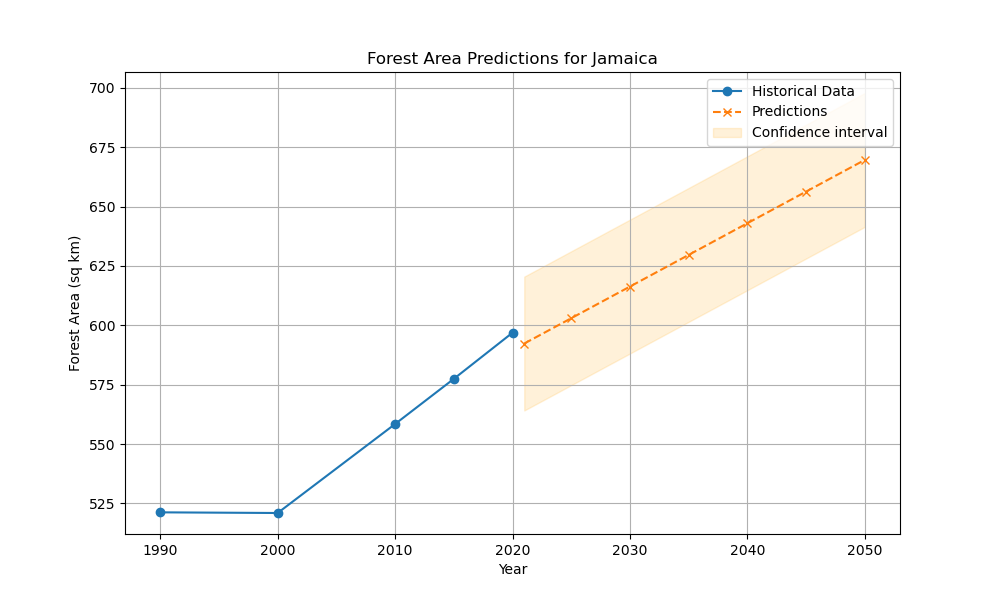 Forest Area Predictions for Jamaica
Historical Data
Predictions
Confidence interval
Forest Area (sq km)
700
675
650
625
600
575
550
525
1990 2000 2010 2020 2030 2040 2050
Year